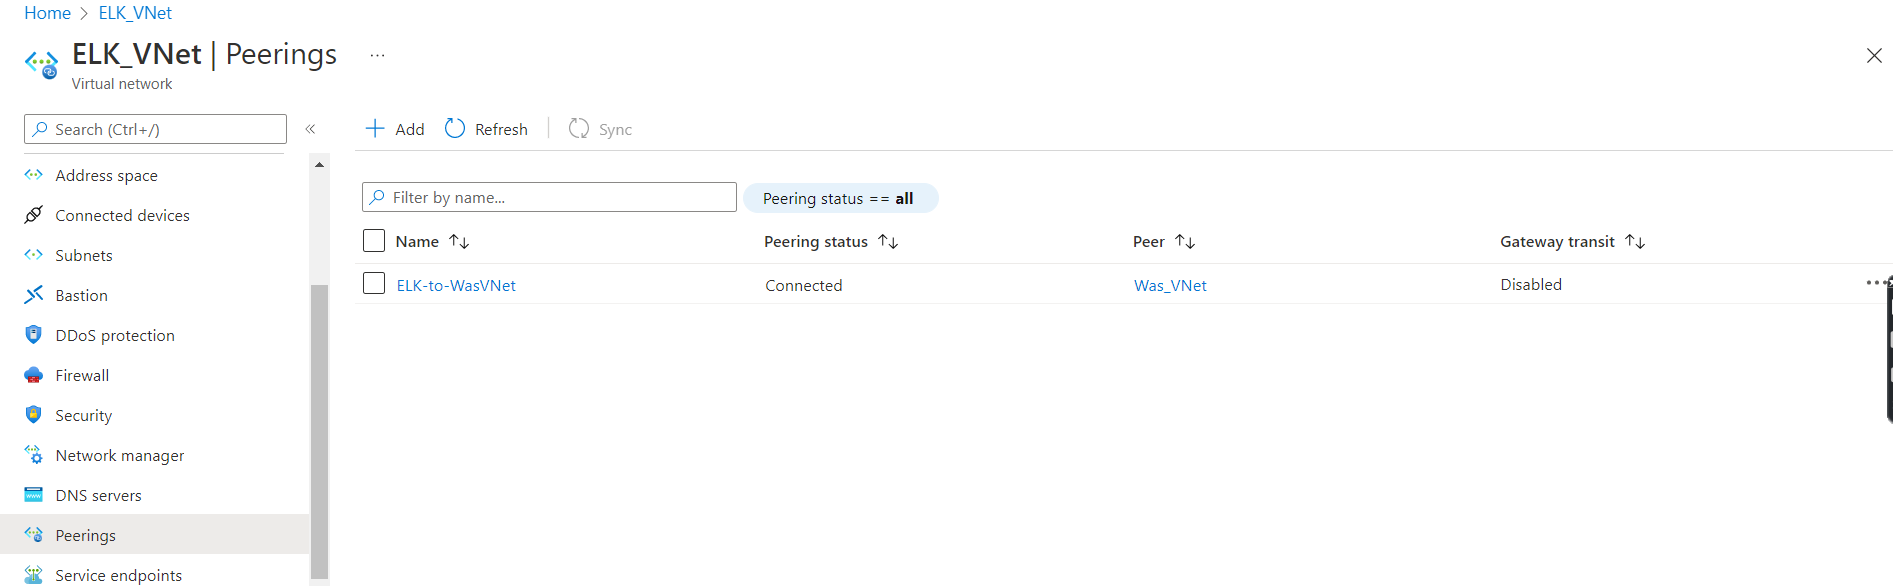 Home > ELK_VNet
ELK_VNet | Peerings ...
Virtual network
Search (Ctrl+/) «
Address space
Connected devices
Subnets
Bastion
DDoS protection
Firewall
Security
Network manager
DNS servers
Peerings
Service endpoints
Add Refresh Sync
Filter by name... Peering status == all
Name ↑↓ Peering status ↑↓ Peer ↑↓ Gateway transit ↑↓
ELK-to-WasVNet Connected Was_VNet Disabled ...